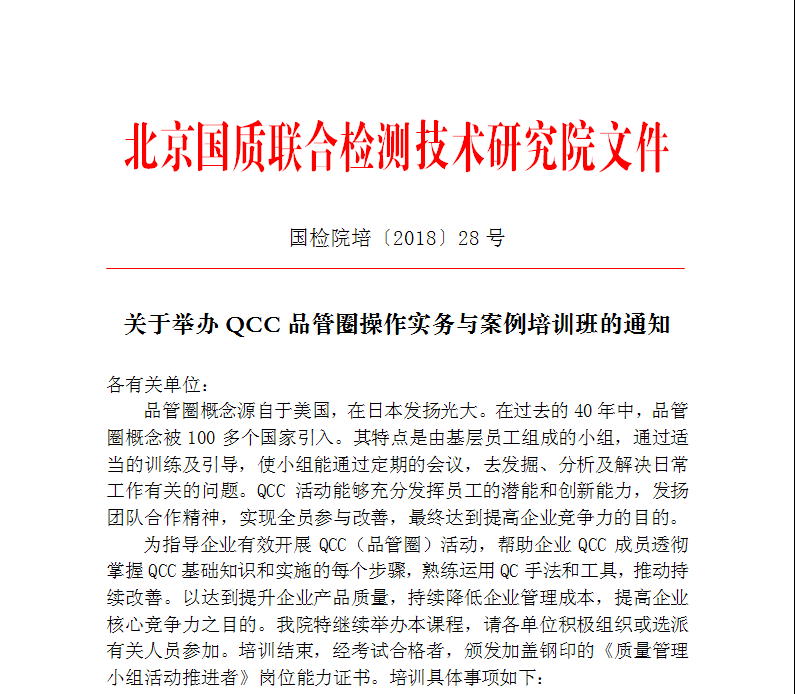 北京国质联合检测技术研究院文件
国检院培〔2018〕28 号
关于举办 QCC 品管圈操作实务与案例培训班的通知
各有关单位：
品管圈概念源自于美国，在日本发扬光大。在过去的 40 年中，品管
圈概念被 100 多个国家引入。其特点是由基层员工组成的小组，通过适
当的训练及引导，使小组能通过定期的会议，去发掘、分析及解决日常
工作有关的问题。QCC 活动能够充分发挥员工的潜能和创新能力，发扬
团队合作精神，实现全员参与改善，最终达到提高企业竞争力的目的。
为指导企业有效开展 QCC（品管圈）活动，帮助企业 QCC 成员透彻
掌握 QCC 基础知识和实施的每个步骤，熟练运用 QC 手法和工具，推动持
续改善。以达到提升企业产品质量，持续降低企业管理成本，提高企业
核心竞争力之目的。我院特继续举办本课程，请各单位积极组织或选派
有关人员参加。培训结束，经考试合格者，颁发加盖钢印的《质量管理
小组活动推进者》岗位能力证书。培训具体事项如下：